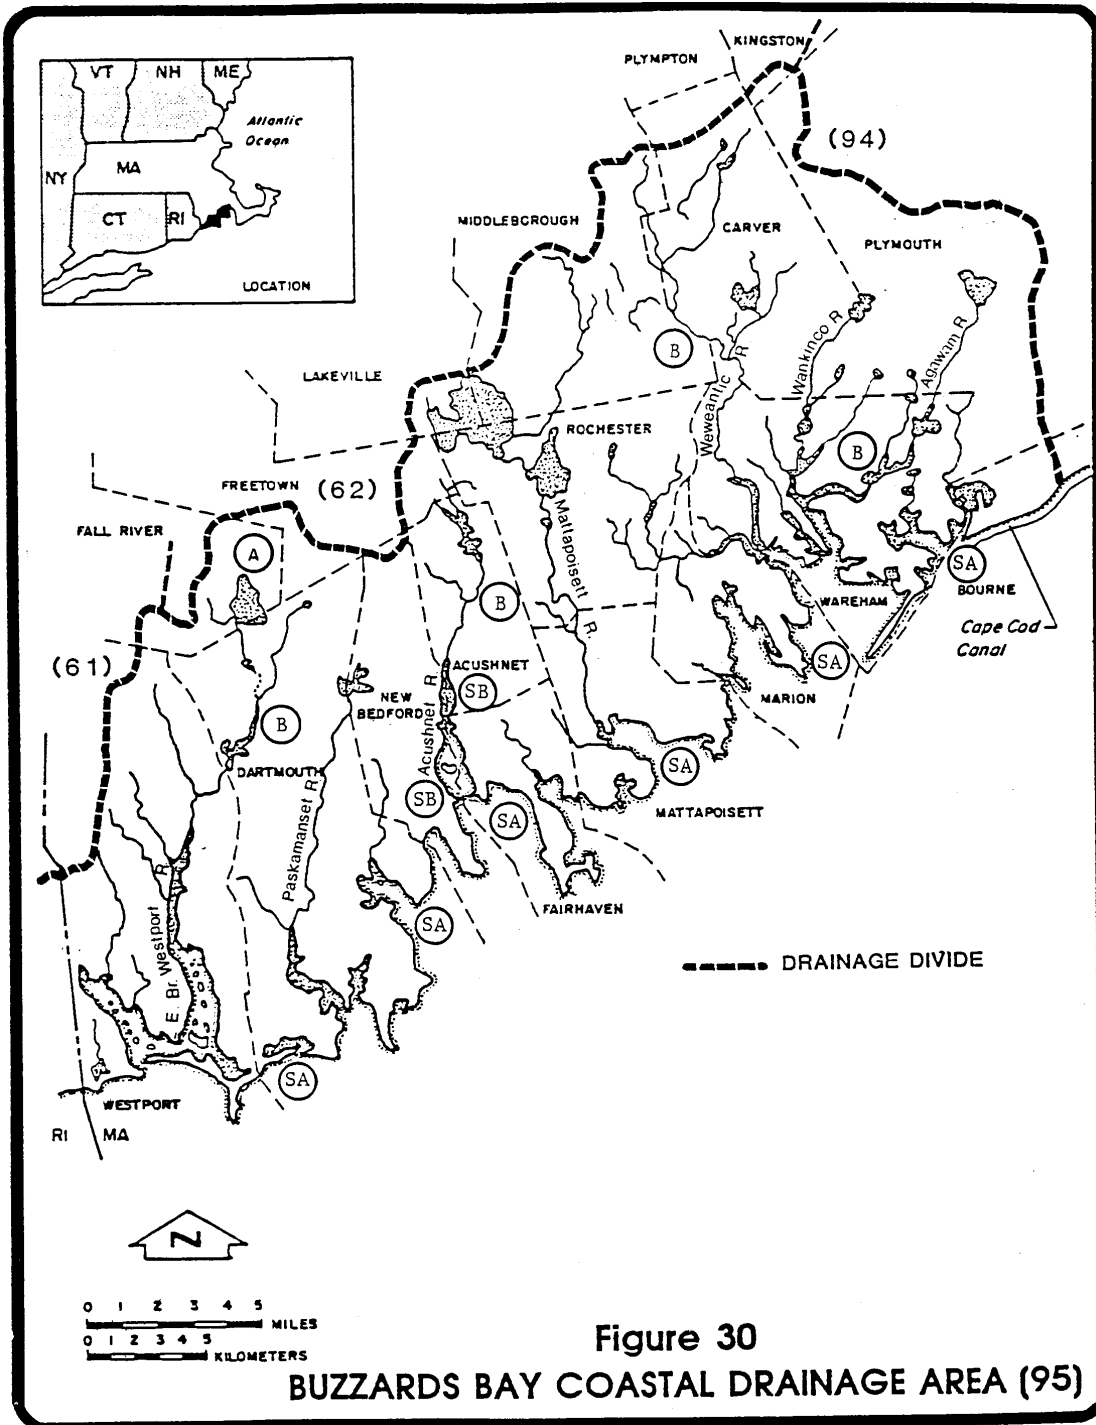 KINGSTON
PLYMPTON
VT
NH
ME
Atlantic
Ocean
(94)
MA
NY
CT
RI
MIDDLEBOROUGH
CARVER
PLYMOUTH
LOCATION
Wankinco R
Agawam R
B
Weweantic R
LAKEVILLE
ROCHESTER
B
FREETOWN
(62)
FALL RIVER
Mattapoisett R.
A
SA
BOURNE
B
WAREHAM
Cape Cod
Canal
(61)
ACUSHNET
SA
SB
MARION
NEW
BEDFORD
Acushnet R
B
DARTMOUTH
SA
Paskamanset R
SB
SA
MATTAPOISETT
E. Br. Westport R
FAIRHAVEN
SA
DRAINAGE DIVIDE
SA
WESTPORT
RI
MA
N
0 1 2 3 4 5
MILES
0 1 2 3 4 5
KILOMETERS
Figure 30
BUZZARDS BAY COASTAL DRAINAGE AREA (95)